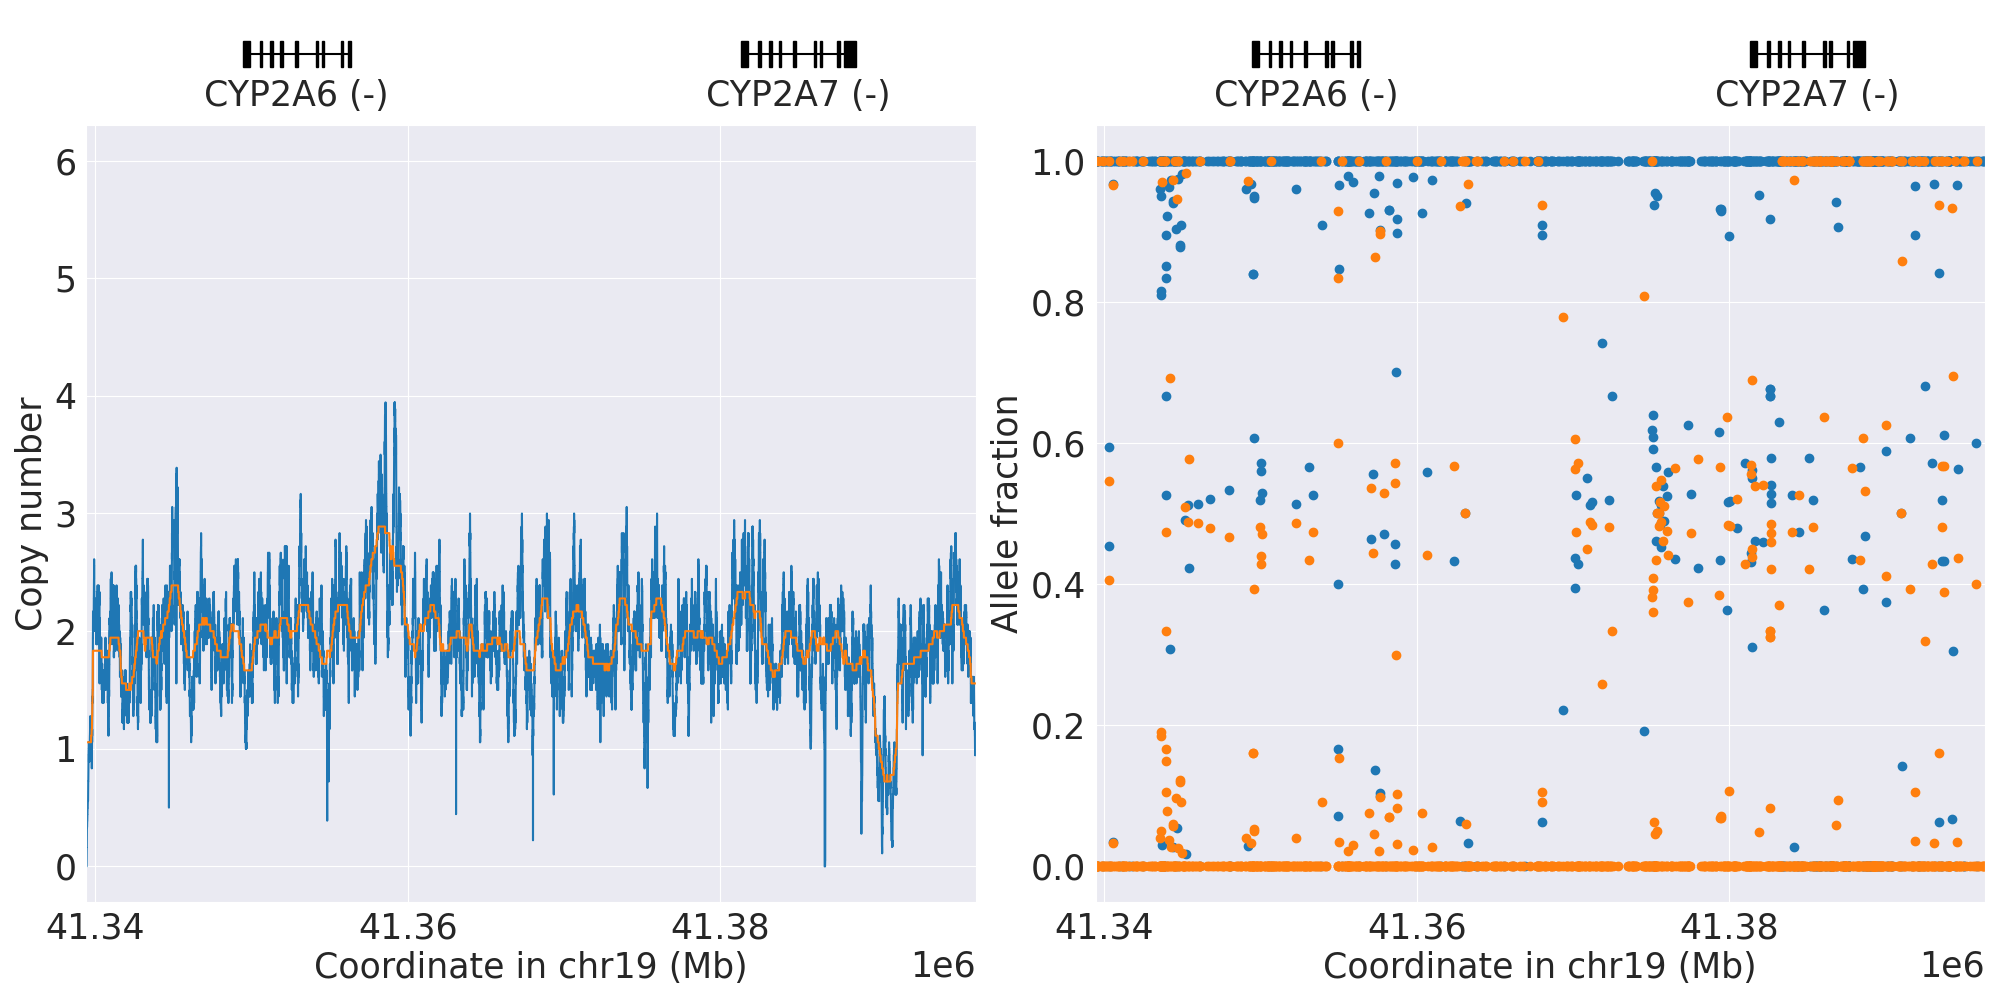 CYP2A6 (-)
CYP2A7 (-)
CYP2A6 (-)
CYP2A7 (-)
Copy number
6
5
4
3
2
1
0
41.34
41.36
41.38
Coordinate in chr19 (Mb)
1e6
Allele fraction
1.0
0.8
0.6
0.4
0.2
0.0
41.34
41.36
41.38
Coordinate in chr19 (Mb)
1e6